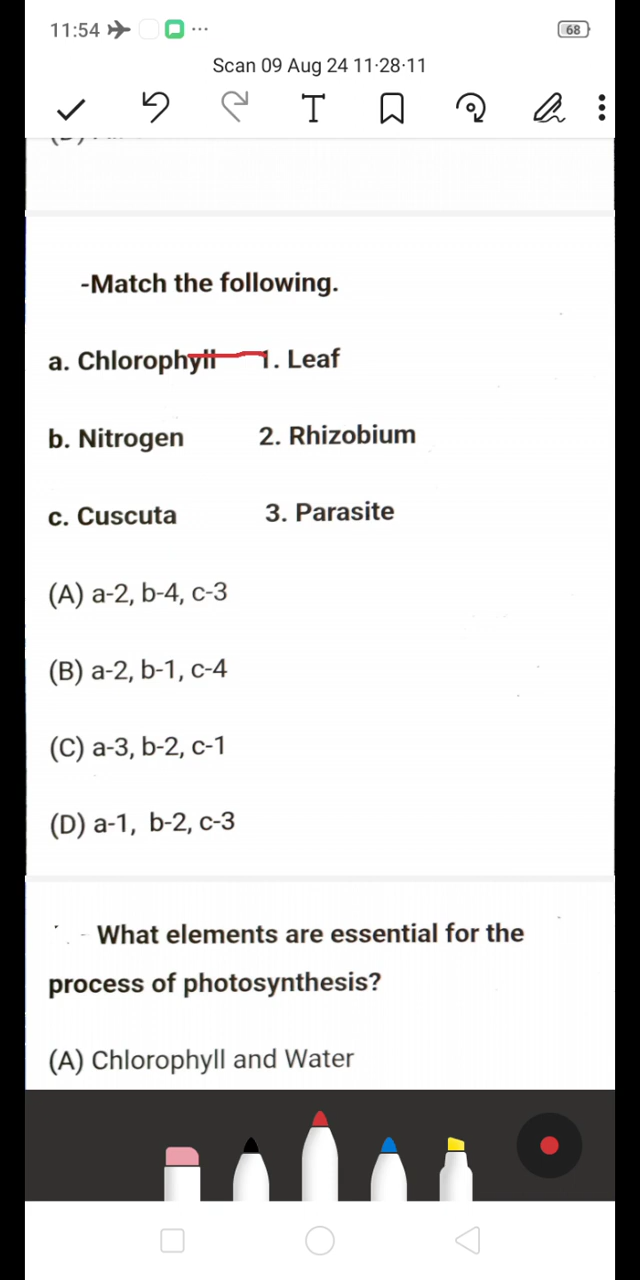 11:54
68
Scan 09 Aug 24 11·28·11
T
-Match the following.
a. Chlorophyll 1. Leaf
b. Nitrogen 2. Rhizobium
c. Cuscuta 3. Parasite
(A) a-2, b-4, c-3
(B) a-2, b-1, c-4
(C) a-3, b-2, c-1
(D) a-1, b-2, c-3
- What elements are essential for the
process of photosynthesis?
(A) Chlorophyll and Water